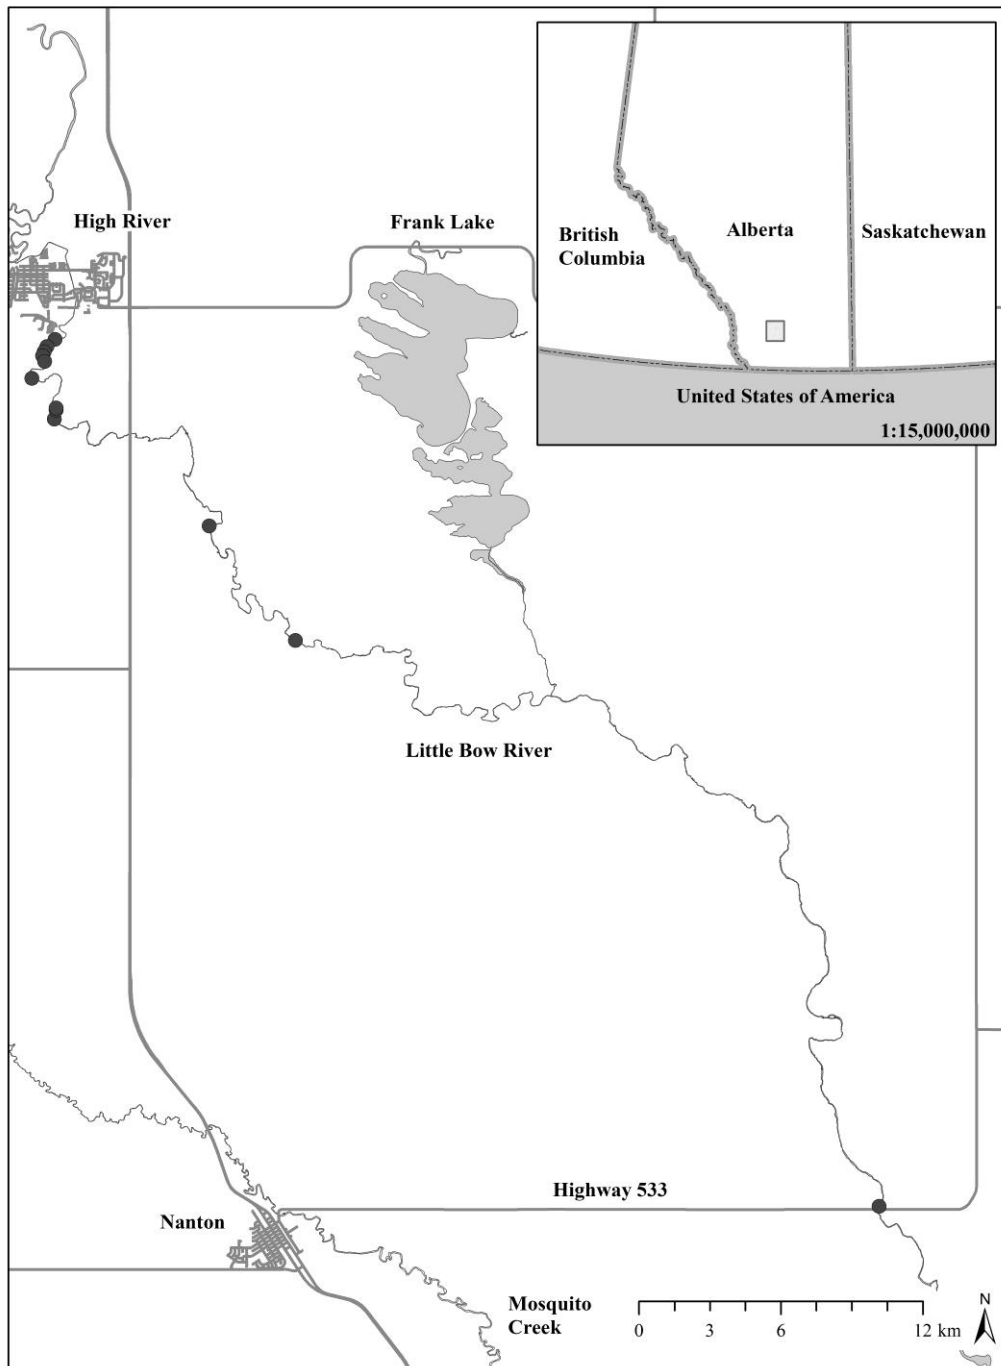 High River
Frank Lake
British
Columbia
Alberta
Saskatchewan
United States of America
1:15,000,000
Little Bow River
Highway 533
Nanton
Mosquito
Creek
0 3 6 12 km
N